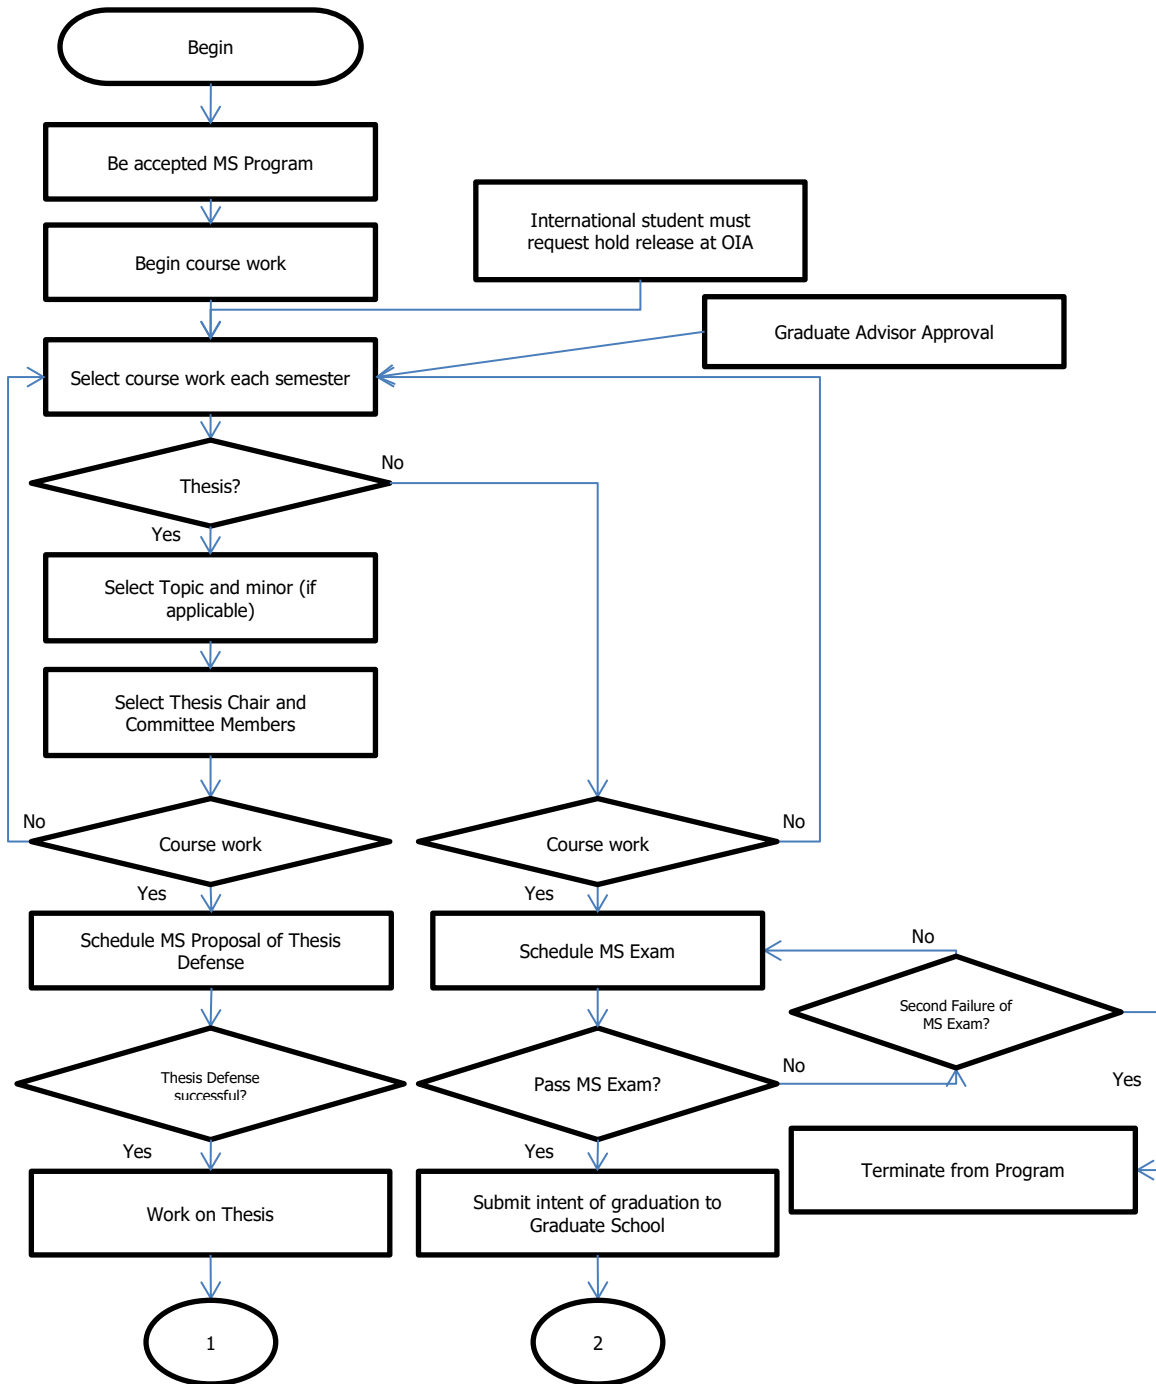 Begin
Be accepted MS Program
International student must
request hold release at OIA
Begin course work
Graduate Advisor Approval
Select course work each semester
No
Thesis?
Yes
Select Topic and minor (if
applicable)
Select Thesis Chair and
Committee Members
No
Course work
Course work
No
Yes
Yes
Schedule MS Proposal of Thesis
Defense
Schedule MS Exam
No
Second Failure of
MS Exam?
Thesis Defense
successful?
Pass MS Exam?
No
Yes
Yes
Yes
Work on Thesis
Submit intent of graduation to
Graduate School
Terminate from Program
1
2